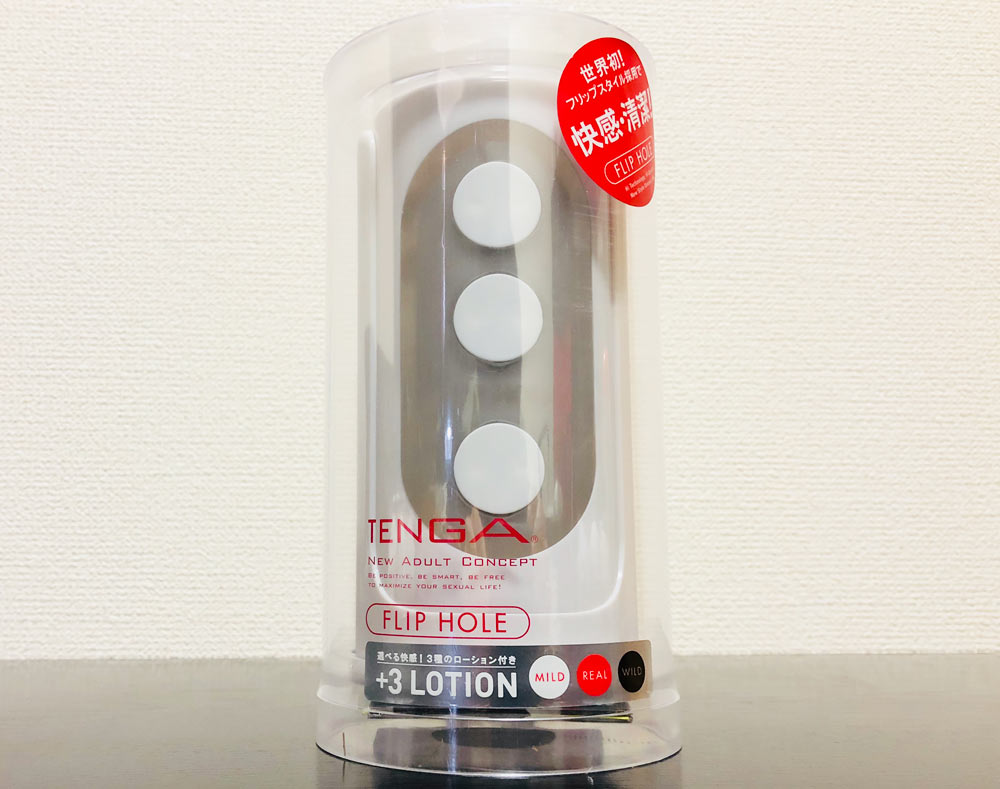 世界初!
フリップスタイル採用で
快感・清潔!
FLIP HOLE
TENGA®
NEW ADULT CONCEPT
BE POSITIVE, BE SMART, BE FREE
TO MAXIMIZE YOUR SEXUAL LIFE!
FLIP HOLE
選べる快感!3種のローション付き
+3 LOTION
MILD
REAL
WILD